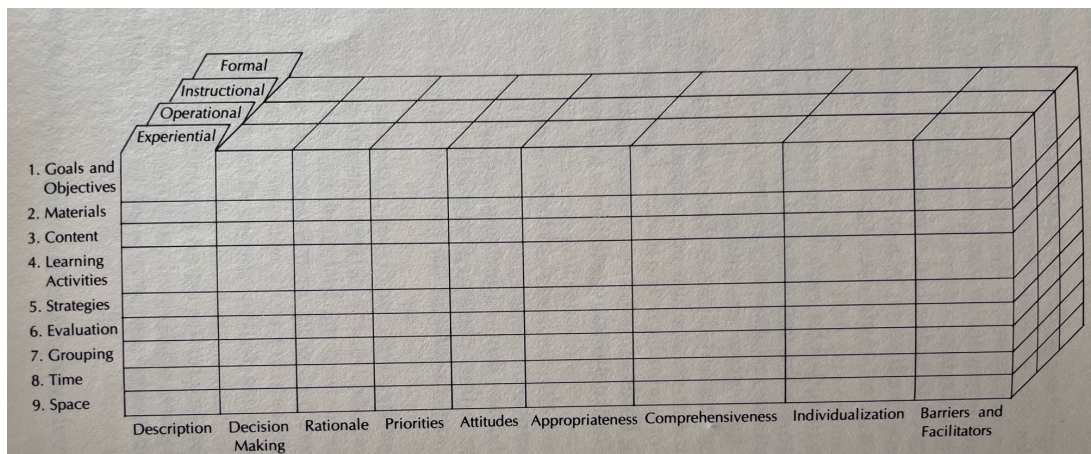 Formal
Instructional
Operational
Experiential
1. Goals and
Objectives
2. Materials
3. Content
4. Learning
Activities
5. Strategies
6. Evaluation
7. Grouping
8. Time
9. Space
Description
Decision
Making
Rationale
Priorities
Attitudes
Appropriateness
Comprehensiveness
Individualization
Barriers and
Facilitators